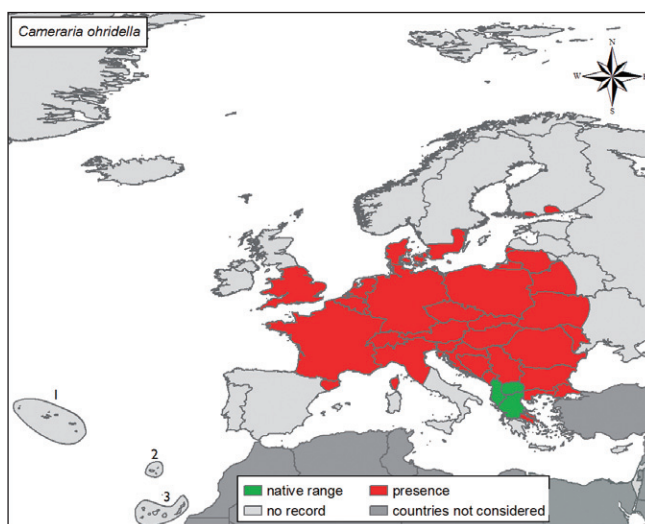 Cameraria ohridella
N
W
E
S
1
2
3
native range
presence
no record
countries not considered